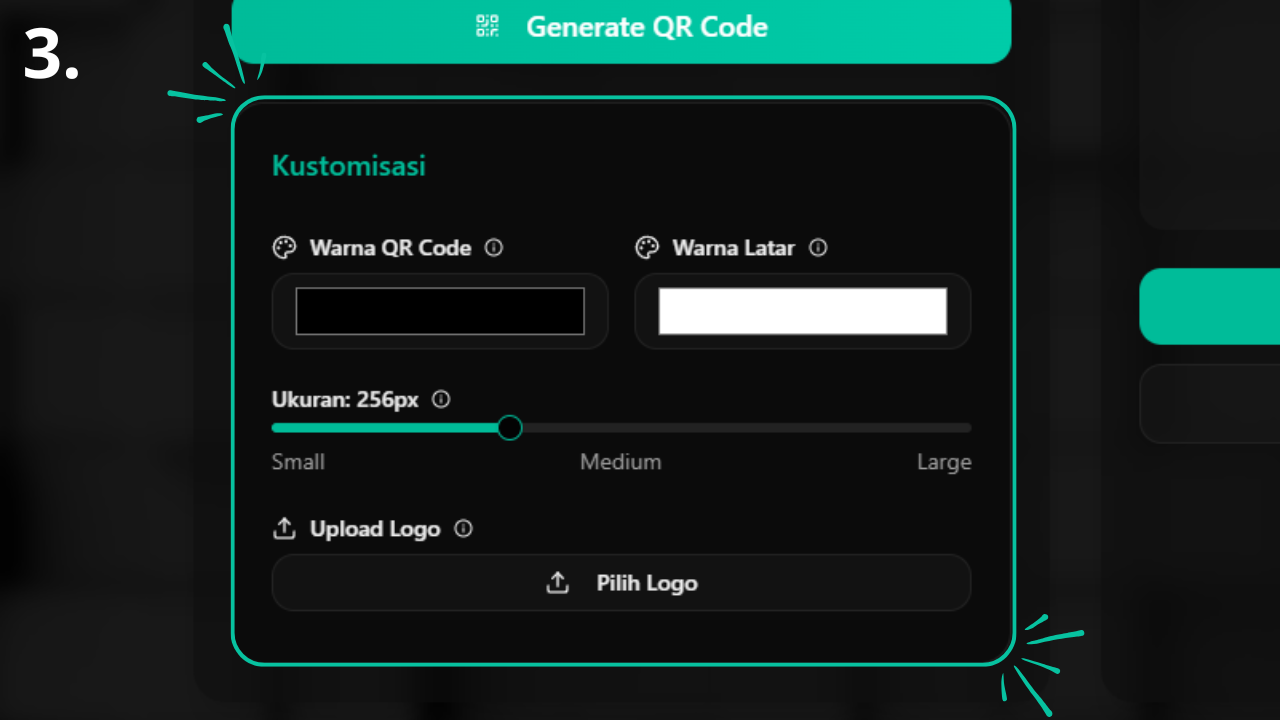 3.
Generate QR Code
Kustomisasi
Warna QR Code
Warna Latar
Ukuran: 256px
Small Medium Large
Upload Logo
Pilih Logo